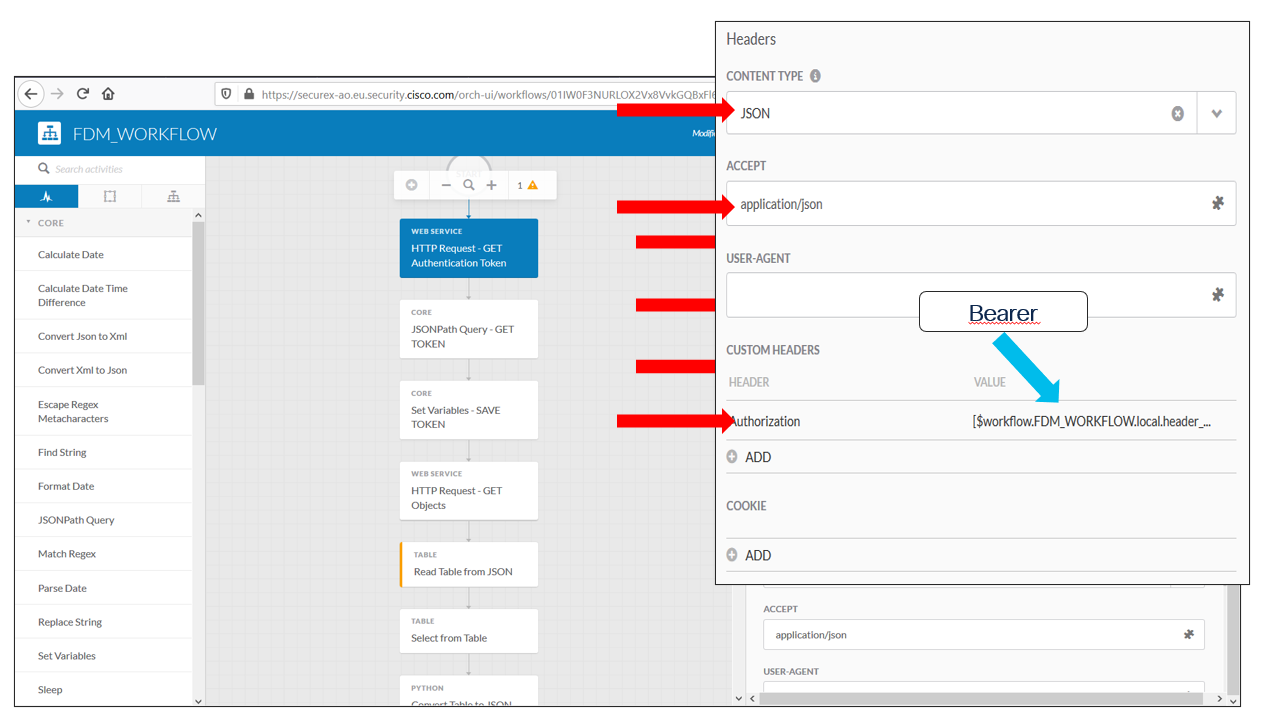 https://securex-ao.eu.security.cisco.com/orch-ui/workflows/01IW0F3NURLOX2Vx8VvkGQBxFl6
FDM_WORKFLOW
Search activities
CORE
Calculate Date
Calculate Date Time
Difference
Convert Json to Xml
Convert Xml to Json
Escape Regex
Metacharacters
Find String
Format Date
JSONPath Query
Match Regex
Parse Date
Replace String
Set Variables
Sleep
START
1
WEB SERVICE
HTTP Request - GET
Authentication Token
CORE
JSONPath Query - GET
TOKEN
CORE
Set Variables - SAVE
TOKEN
WEB SERVICE
HTTP Request - GET
Objects
TABLE
Read Table from JSON
TABLE
Select from Table
PYTHON
Convert Table to JSON
Headers
CONTENT TYPE
JSON
ACCEPT
application/json
USER-AGENT
Bearer
CUSTOM HEADERS
HEADER VALUE
Authorization [$workflow.FDM_WORKFLOW.local.header_...
ADD
COOKIE
ADD
ACCEPT
application/json
USER-AGENT